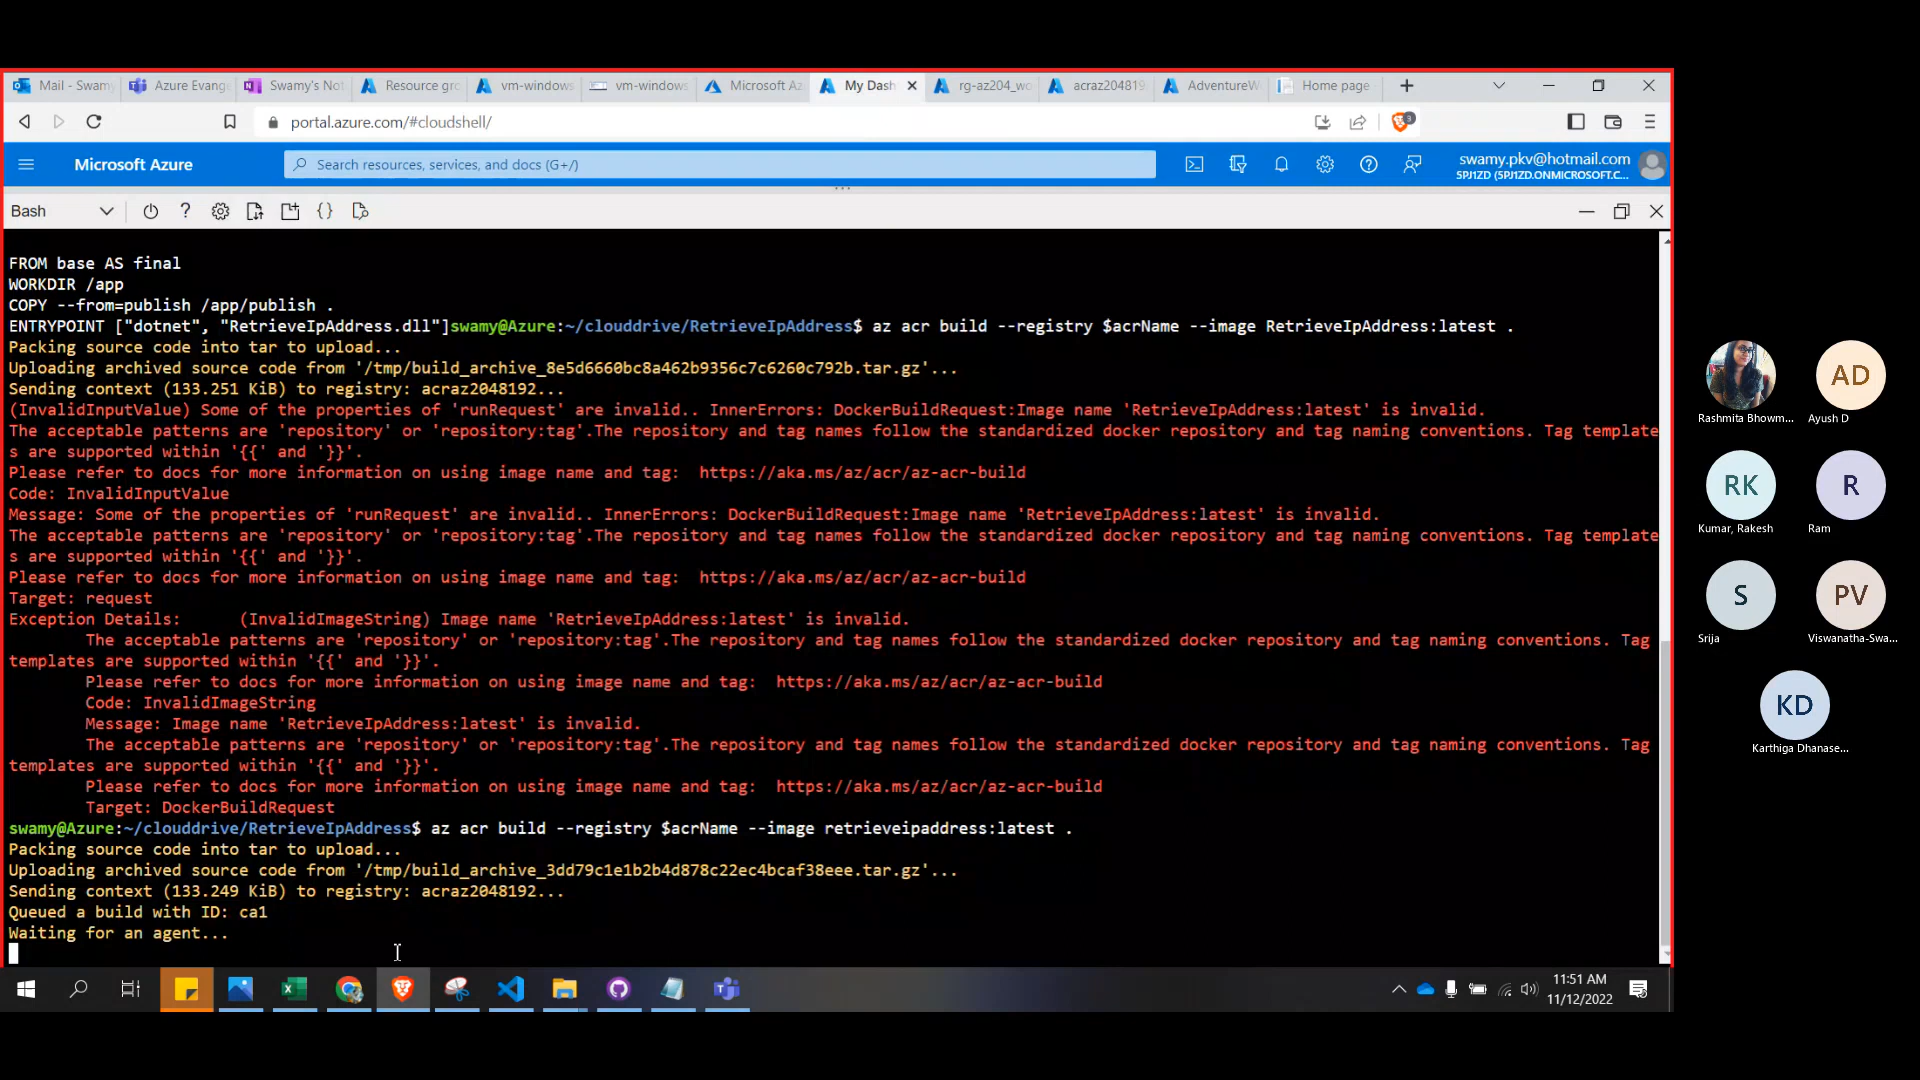 Mail - Swamy
Azure Evang
Swamy's Not
Resource gro
vm-windows
vm-windows
Microsoft Az
My Dash
rg-az204_wo
acraz204819
AdventureW
Home page
portal.azure.com/#cloudshell/
Microsoft Azure
Search resources, services, and docs (G+/)
swamy.pkv@hotmail.com
5PJ1ZD (5PJ1ZD.ONMICROSOFT.C...
Bash
FROM base AS final
WORKDIR /app
COPY --from=publish /app/publish .
ENTRYPOINT ["dotnet", "RetrieveIpAddress.dll"]swamy@Azure:~/clouddrive/RetrieveIpAddress$ az acr build --registry $acrName --image RetrieveIpAddress:latest .
Packing source code into tar to upload...
Uploading archived source code from '/tmp/build_archive_8e5d6660bc8a462b9356c7c6260c792b.tar.gz'...
Sending context (133.251 KiB) to registry: acraz2048192...
(InvalidInputValue) Some of the properties of 'runRequest' are invalid.. InnerErrors: DockerBuildRequest:Image name 'RetrieveIpAddress:latest' is invalid.
The acceptable patterns are 'repository' or 'repository:tag'.The repository and tag names follow the standardized docker repository and tag naming conventions. Tag template
s are supported within '{{' and '}}'.
Please refer to docs for more information on using image name and tag:  https://aka.ms/az/acr/az-acr-build
Code: InvalidInputValue
Message: Some of the properties of 'runRequest' are invalid.. InnerErrors: DockerBuildRequest:Image name 'RetrieveIpAddress:latest' is invalid.
The acceptable patterns are 'repository' or 'repository:tag'.The repository and tag names follow the standardized docker repository and tag naming conventions. Tag template
s are supported within '{{' and '}}'.
Please refer to docs for more information on using image name and tag:  https://aka.ms/az/acr/az-acr-build
Target: request
Exception Details:      (InvalidImageString) Image name 'RetrieveIpAddress:latest' is invalid.
The acceptable patterns are 'repository' or 'repository:tag'.The repository and tag names follow the standardized docker repository and tag naming conventions. Tag
templates are supported within '{{' and '}}'.
Please refer to docs for more information on using image name and tag:  https://aka.ms/az/acr/az-acr-build
Code: InvalidImageString
Message: Image name 'RetrieveIpAddress:latest' is invalid.
The acceptable patterns are 'repository' or 'repository:tag'.The repository and tag names follow the standardized docker repository and tag naming conventions. Tag
templates are supported within '{{' and '}}'.
Please refer to docs for more information on using image name and tag:  https://aka.ms/az/acr/az-acr-build
Target: DockerBuildRequest
swamy@Azure:~/clouddrive/RetrieveIpAddress$ az acr build --registry $acrName --image retrieveipaddress:latest .
Packing source code into tar to upload...
Uploading archived source code from '/tmp/build_archive_3dd79c1e1b2b4d878c22ec4bcaf38eee.tar.gz'...
Sending context (133.249 KiB) to registry: acraz2048192...
Queued a build with ID: ca1
Waiting for an agent...
11:51 AM
11/12/2022
Rashmita Bhowm...
AD
Ayush D
RK
Kumar, Rakesh
R
Ram
S
Srija
PV
Viswanatha-Swa...
KD
Karthiga Dhanase...